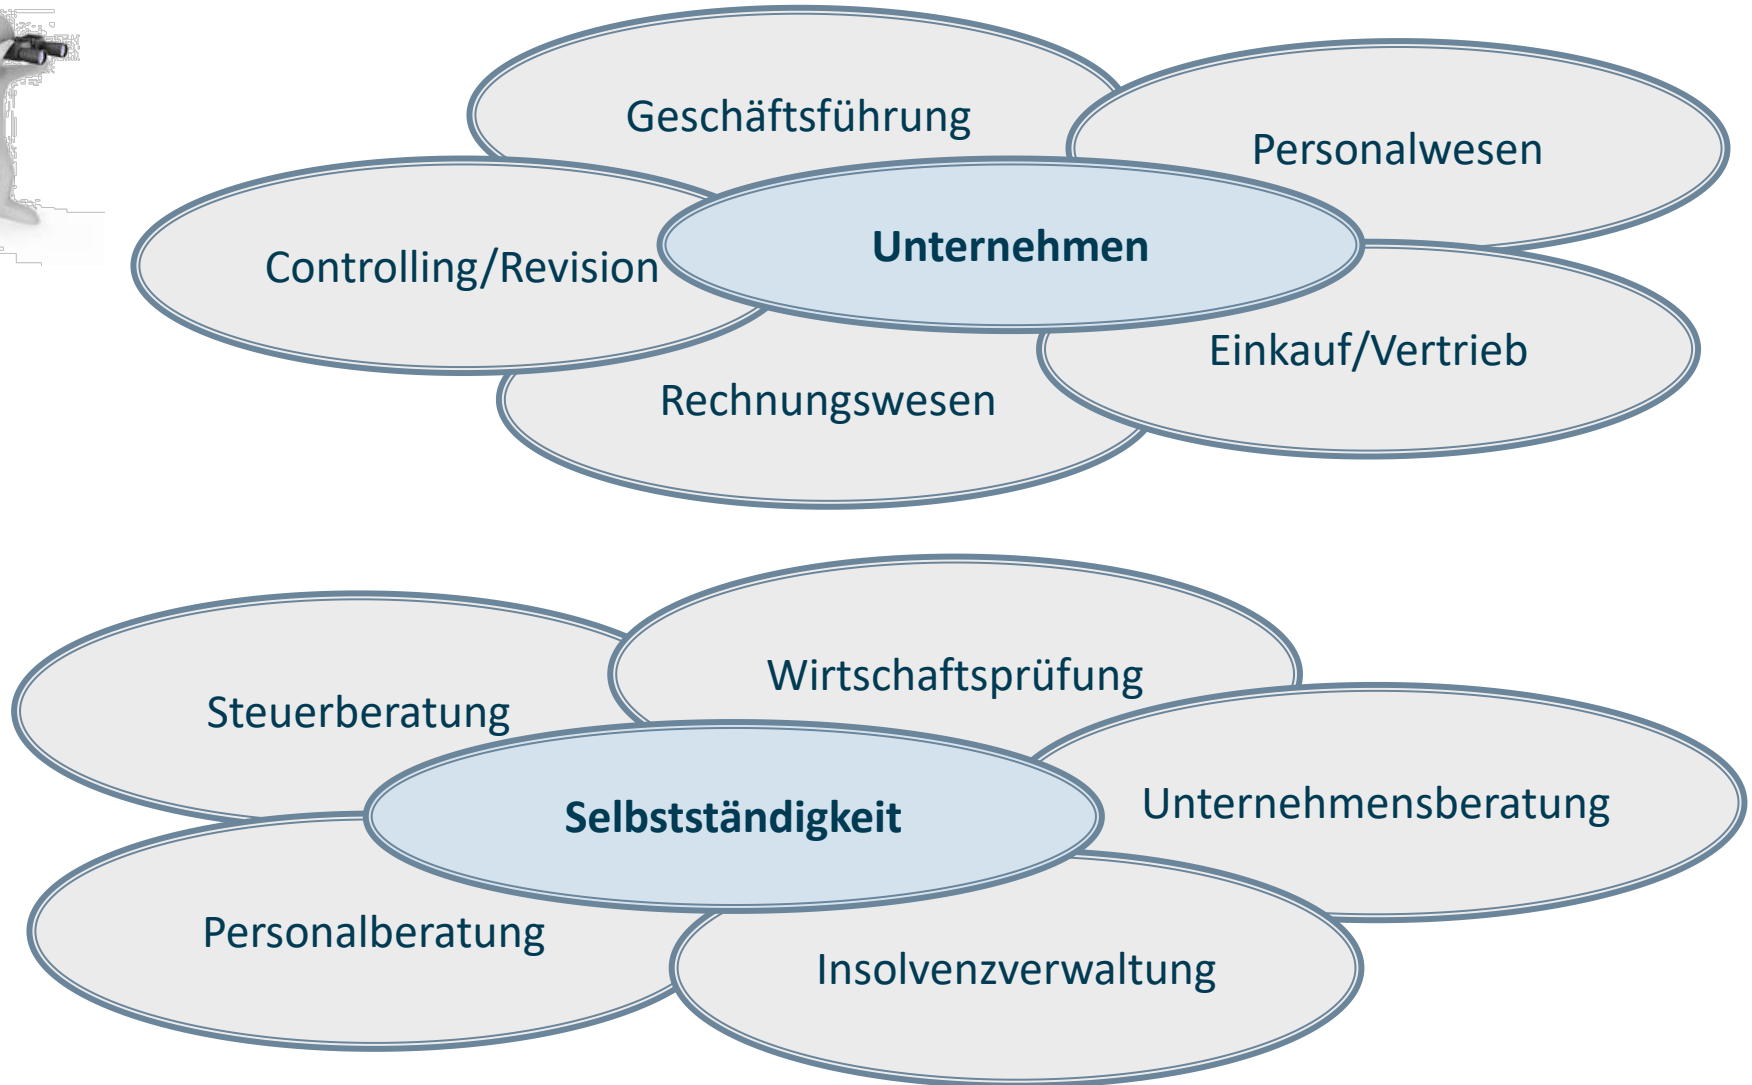 Geschäftsführung
Personalwesen
Unternehmen
Controlling/Revision
Einkauf/Vertrieb
Rechnungswesen
Wirtschaftsprüfung
Steuerberatung
Unternehmensberatung
Selbstständigkeit
Personalberatung
Insolvenzverwaltung